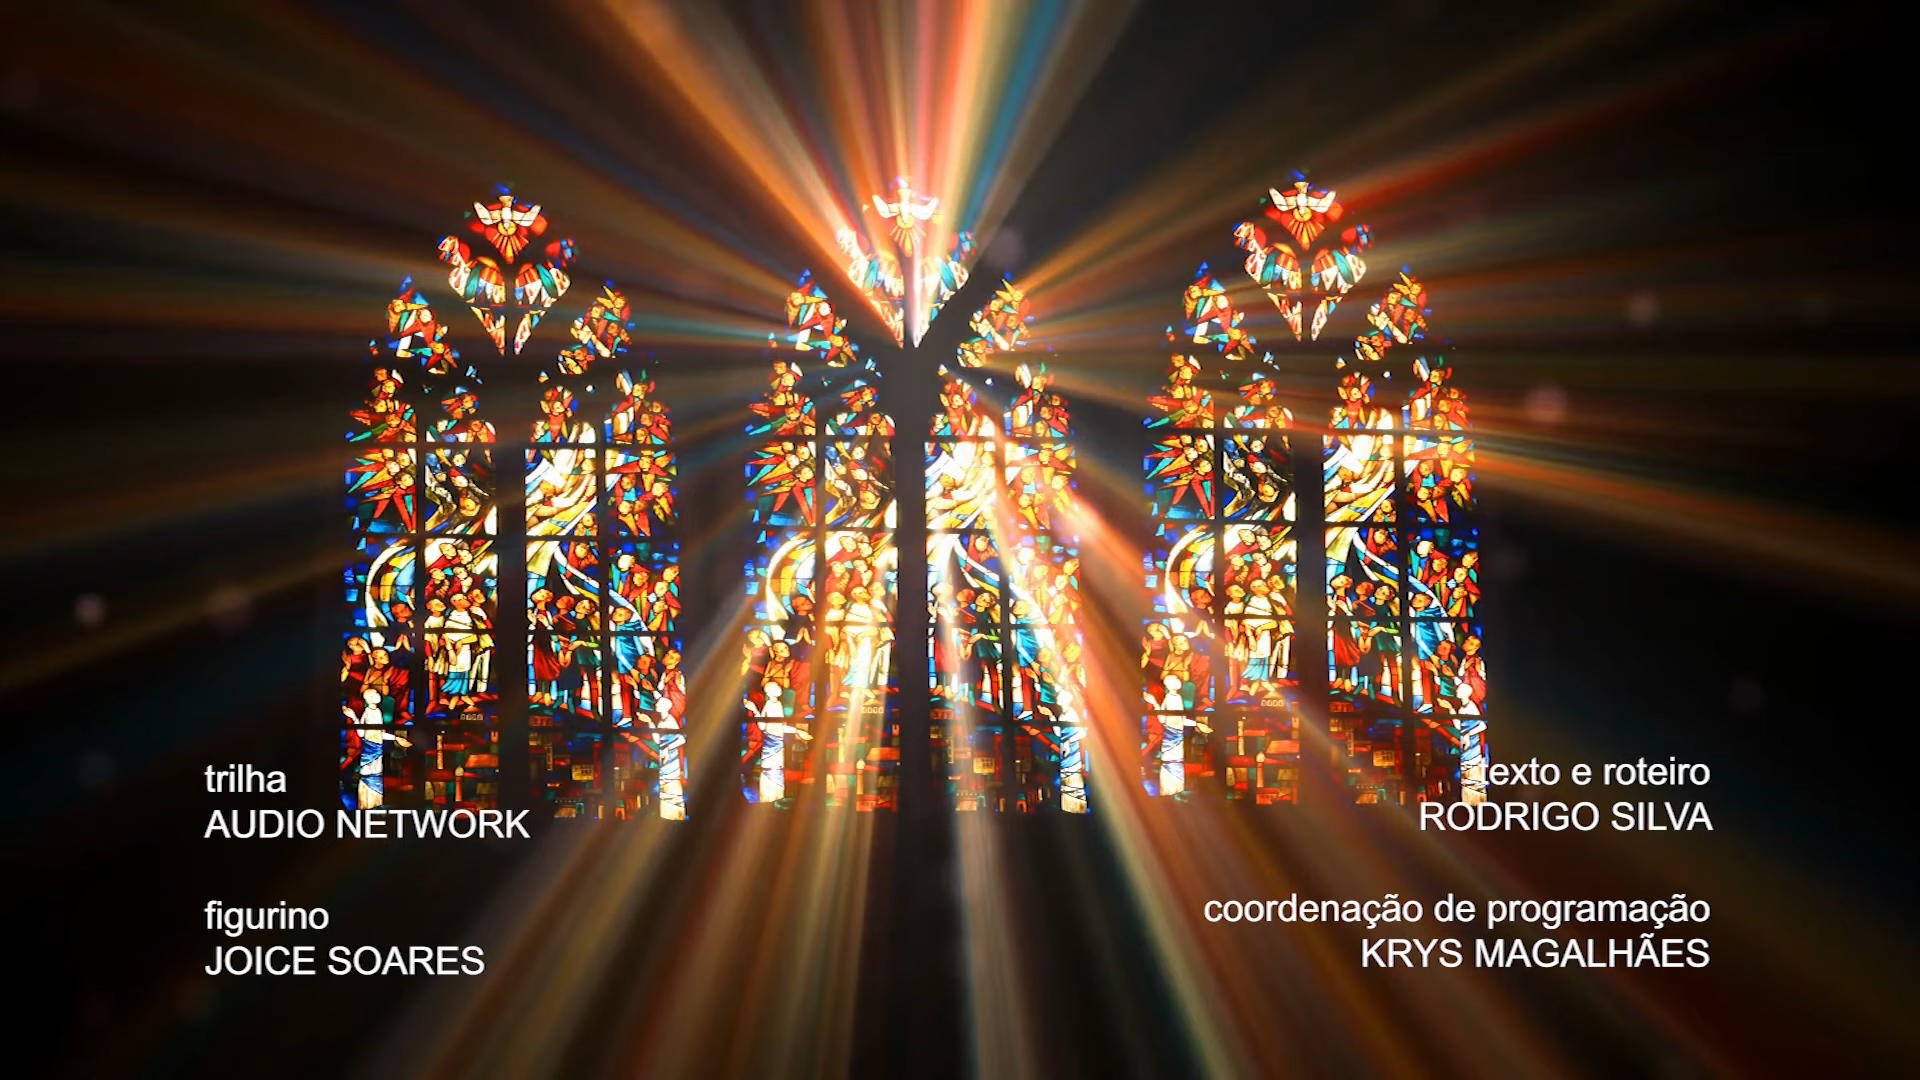 trilha
AUDIO NETWORK
figurino
JOICE SOARES
texto e roteiro
RODRIGO SILVA
coordenação de programação
KRYS MAGALHÃES